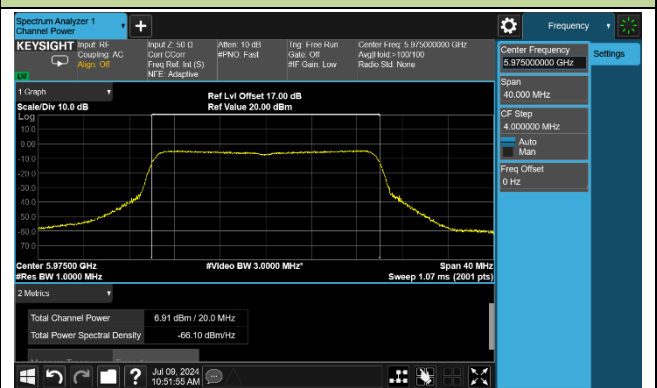 Spectrum Analyzer 1
Channel Power
Frequency
KEYSIGHT
Input: RF
Coupling: AC
Align: Off
Input Z: 50 Ω
Corr CCorr
Freq Ref: Int (S)
NFE: Adaptive
Atten: 10 dB
#PNO: Fast
Trig: Free Run
Gate: Off
#IF Gain: Low
Center Freq: 5.975000000 GHz
Avg|Hold:>100/100
Radio Std: None
Center Frequency
5.975000000 GHz
Settings
Span
40.000 MHz
CF Step
4.000000 MHz
Auto
Man
Freq Offset
0 Hz
1 Graph
Scale/Div 10.0 dB
Ref Lvl Offset 17.00 dB
Ref Value 20.00 dBm
Log
10.0
0.00
-10.0
-20.0
-30.0
-40.0
-50.0
-60.0
-70.0
Center 5.97500 GHz
#Res BW 1.0000 MHz
#Video BW 3.0000 MHz*
Span 40 MHz
Sweep 1.07 ms (2001 pts)
2 Metrics
Total Channel Power 6.91 dBm / 20.0 MHz
Total Power Spectral Density -66.10 dBm/Hz
Jul 09, 2024
10:51:55 AM